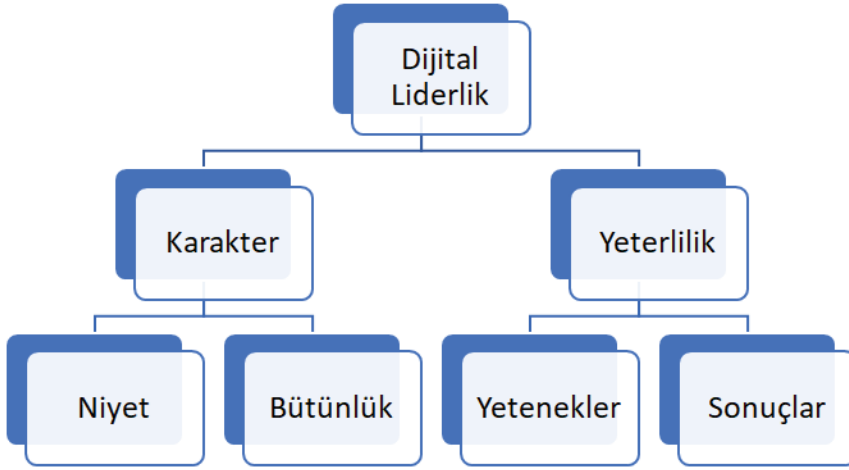 Dijital
Liderlik
Karakter
Yeterlilik
Niyet
Bütünlük
Yetenekler
Sonuçlar